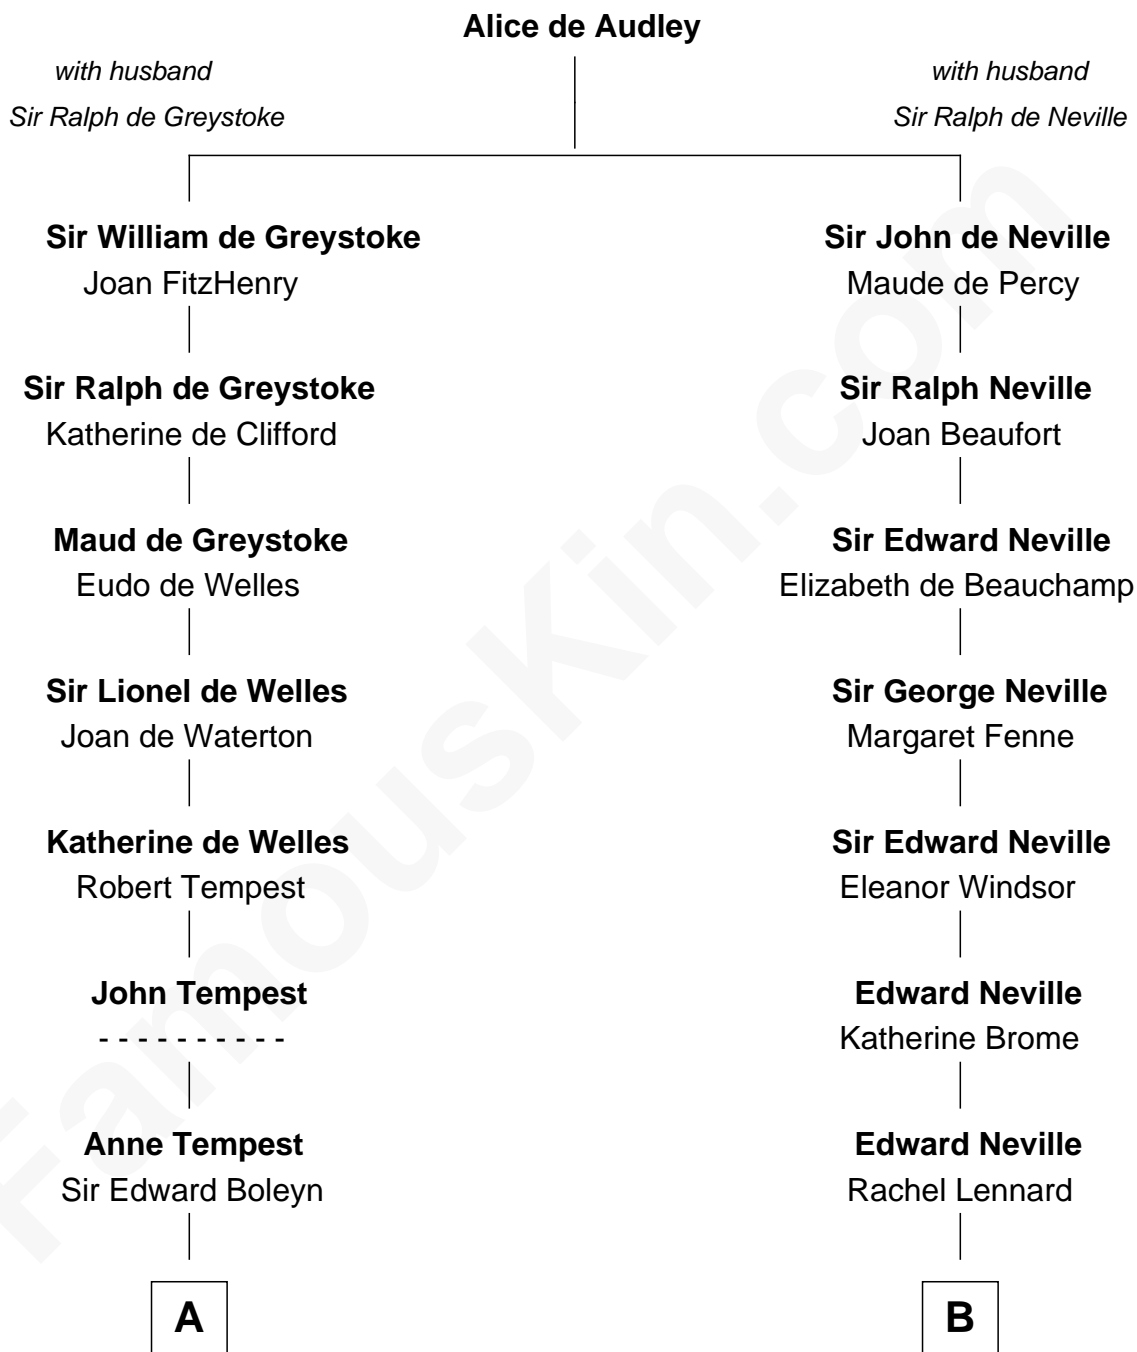 Alice de Audley
with husband
Sir Ralph de Greystoke
with husband
Sir Ralph de Neville
Sir William de Greystoke
Joan FitzHenry
Sir John de Neville
Maude de Percy
Sir Ralph de Greystoke
Katherine de Clifford
Sir Ralph Neville
Joan Beaufort
Maud de Greystoke
Eudo de Welles
Sir Edward Neville
Elizabeth de Beauchamp
Sir Lionel de Welles
Joan de Waterton
Sir George Neville
Margaret Fenne
Katherine de Welles
Robert Tempest
Sir Edward Neville
Eleanor Windsor
John Tempest
- - - - - - - - - -
Edward Neville
Katherine Brome
Anne Tempest
Sir Edward Boleyn
Edward Neville
Rachel Lennard
A
B
FamousKin.com